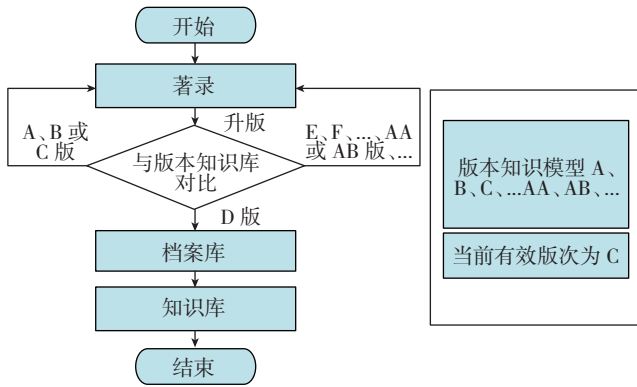 开始
著录
升版
A、B 或
C 版
E、F、...、AA
或 AB 版、...
与版本知识库
对比
D 版
档案库
知识库
结束
版本知识模型 A、
B、C、...AA、AB、...
当前有效版次为 C